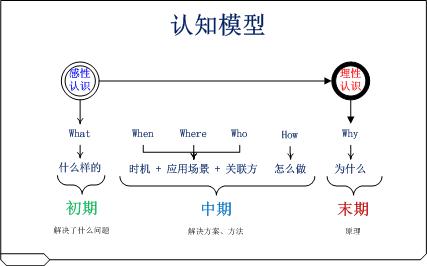 认知模型
感性
认识
理性
认识
What When Where Who How Why
什么样的 时机 + 应用场景 + 关联方 怎么做 为什么
初期 中期 末期
解决了什么问题 解决方案、方法 原理